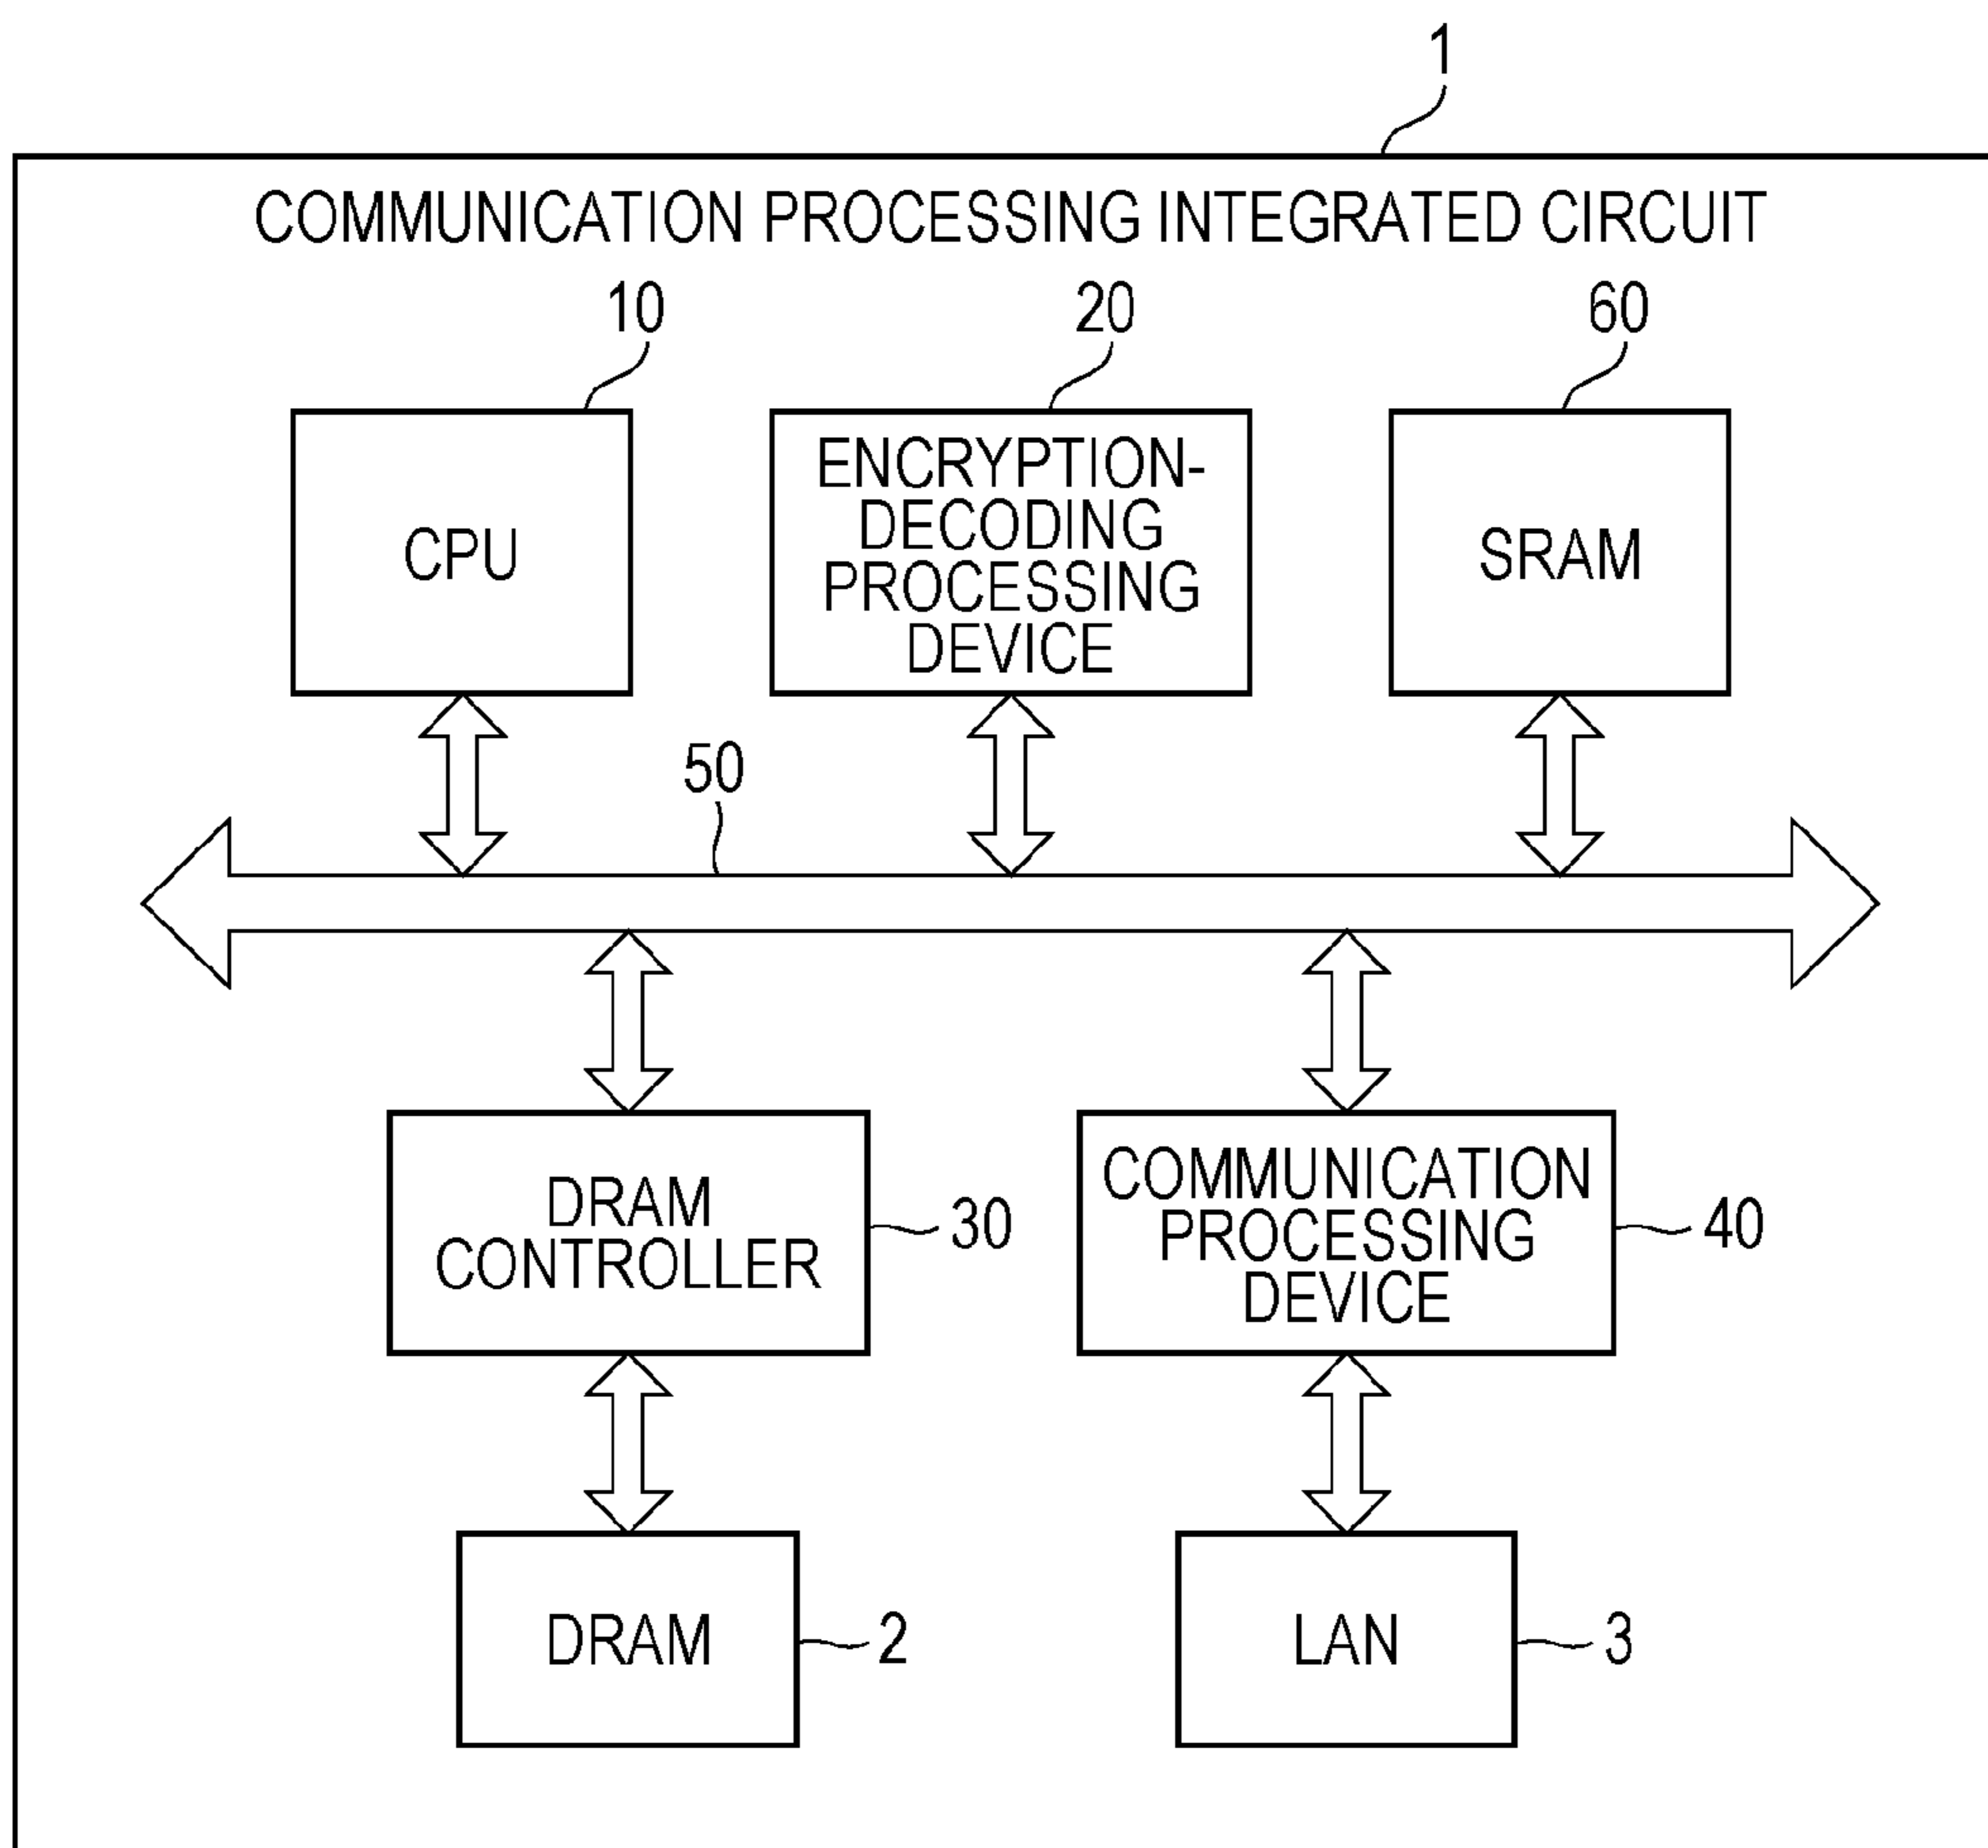 1
COMMUNICATION PROCESSING INTEGRATED CIRCUIT
10
20
60
CPU
ENCRYPTION-
DECODING
PROCESSING
DEVICE
SRAM
50
DRAM
CONTROLLER
30
COMMUNICATION
PROCESSING
DEVICE
40
DRAM
2
LAN
3